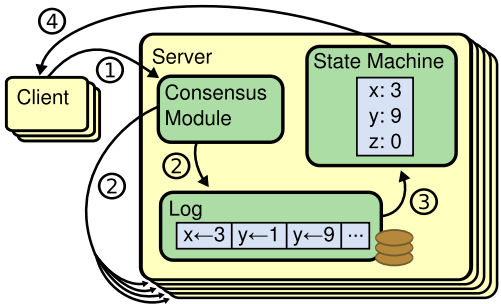 ④
①
Server
State Machine
x: 3
y: 9
z: 0
Client
Consensus
Module
②
②
③
Log
x←3 y←1 y←9 ...